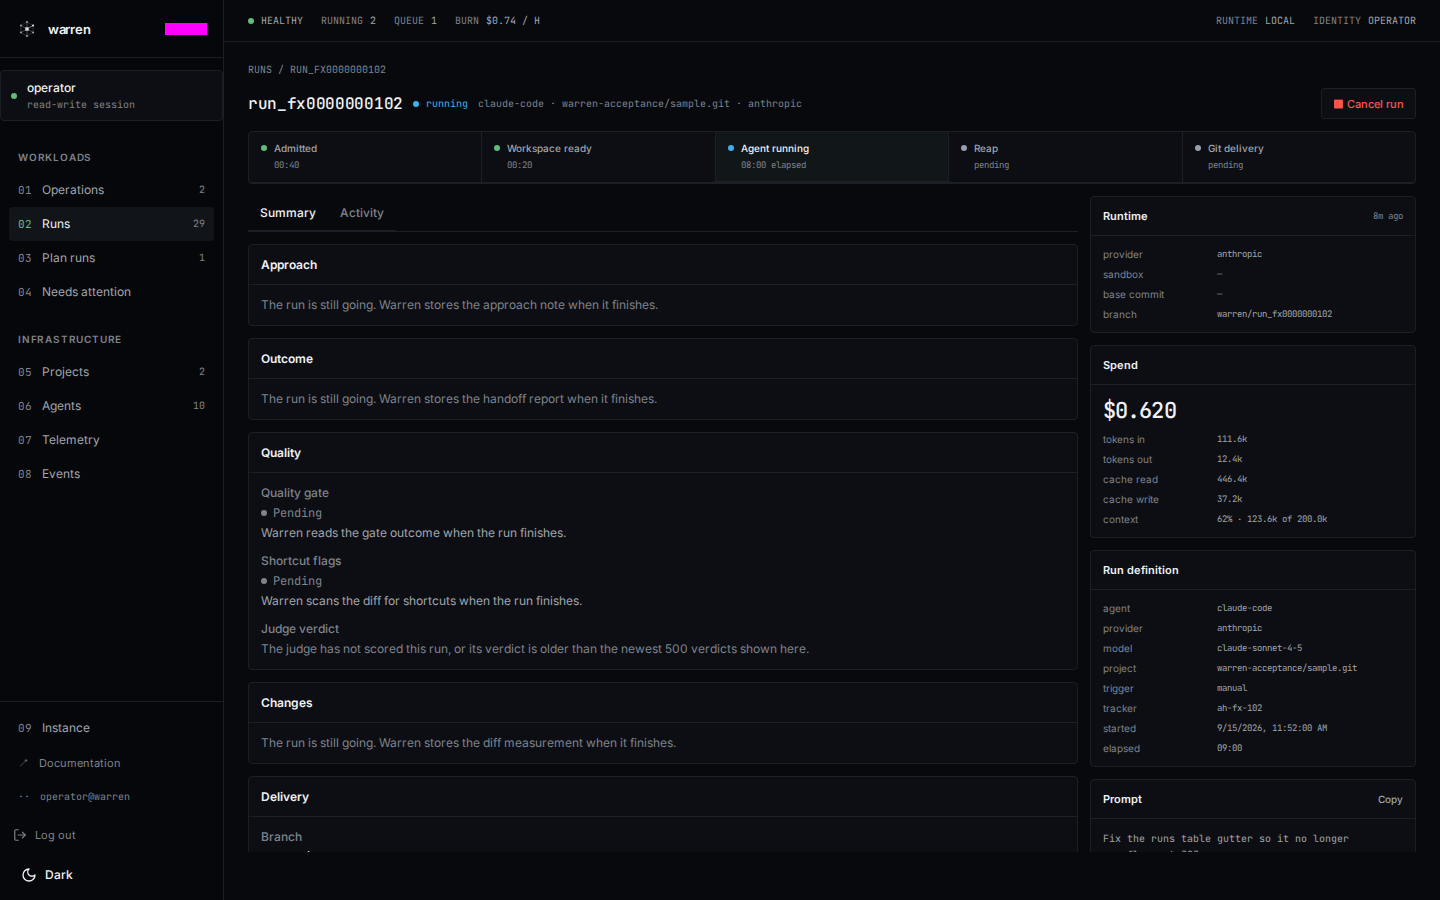 warren
HEALTHY RUNNING 2 QUEUE 1 BURN $0.74 / H
RUNTIME LOCAL IDENTITY OPERATOR
operator
read-write session
WORKLOADS
01 Operations 2
02 Runs 29
03 Plan runs 1
04 Needs attention
INFRASTRUCTURE
05 Projects 2
06 Agents 10
07 Telemetry
08 Events
09 Instance
↗ Documentation
-- operator@warren
Log out
Dark
RUNS / RUN_FX0000000102
run_fx0000000102 running claude-code · warren-acceptance/sample.git · anthropic
Cancel run
Admitted
00:40
Workspace ready
00:20
Agent running
08:00 elapsed
Reap
pending
Git delivery
pending
Summary Activity
Approach
The run is still going. Warren stores the approach note when it finishes.
Outcome
The run is still going. Warren stores the handoff report when it finishes.
Quality
Quality gate
Pending
Warren reads the gate outcome when the run finishes.
Shortcut flags
Pending
Warren scans the diff for shortcuts when the run finishes.
Judge verdict
The judge has not scored this run, or its verdict is older than the newest 500 verdicts shown here.
Changes
The run is still going. Warren stores the diff measurement when it finishes.
Delivery
Branch
Runtime 8m ago
provider anthropic
sandbox —
base commit —
branch warren/run_fx0000000102
Spend
$0.620
tokens in 111.6k
tokens out 12.4k
cache read 446.4k
cache write 37.2k
context 62% · 123.6k of 200.0k
Run definition
agent claude-code
provider anthropic
model claude-sonnet-4-5
project warren-acceptance/sample.git
trigger manual
tracker ah-fx-102
started 9/15/2026, 11:52:00 AM
elapsed 09:00
Prompt Copy
Fix the runs table gutter so it no longer